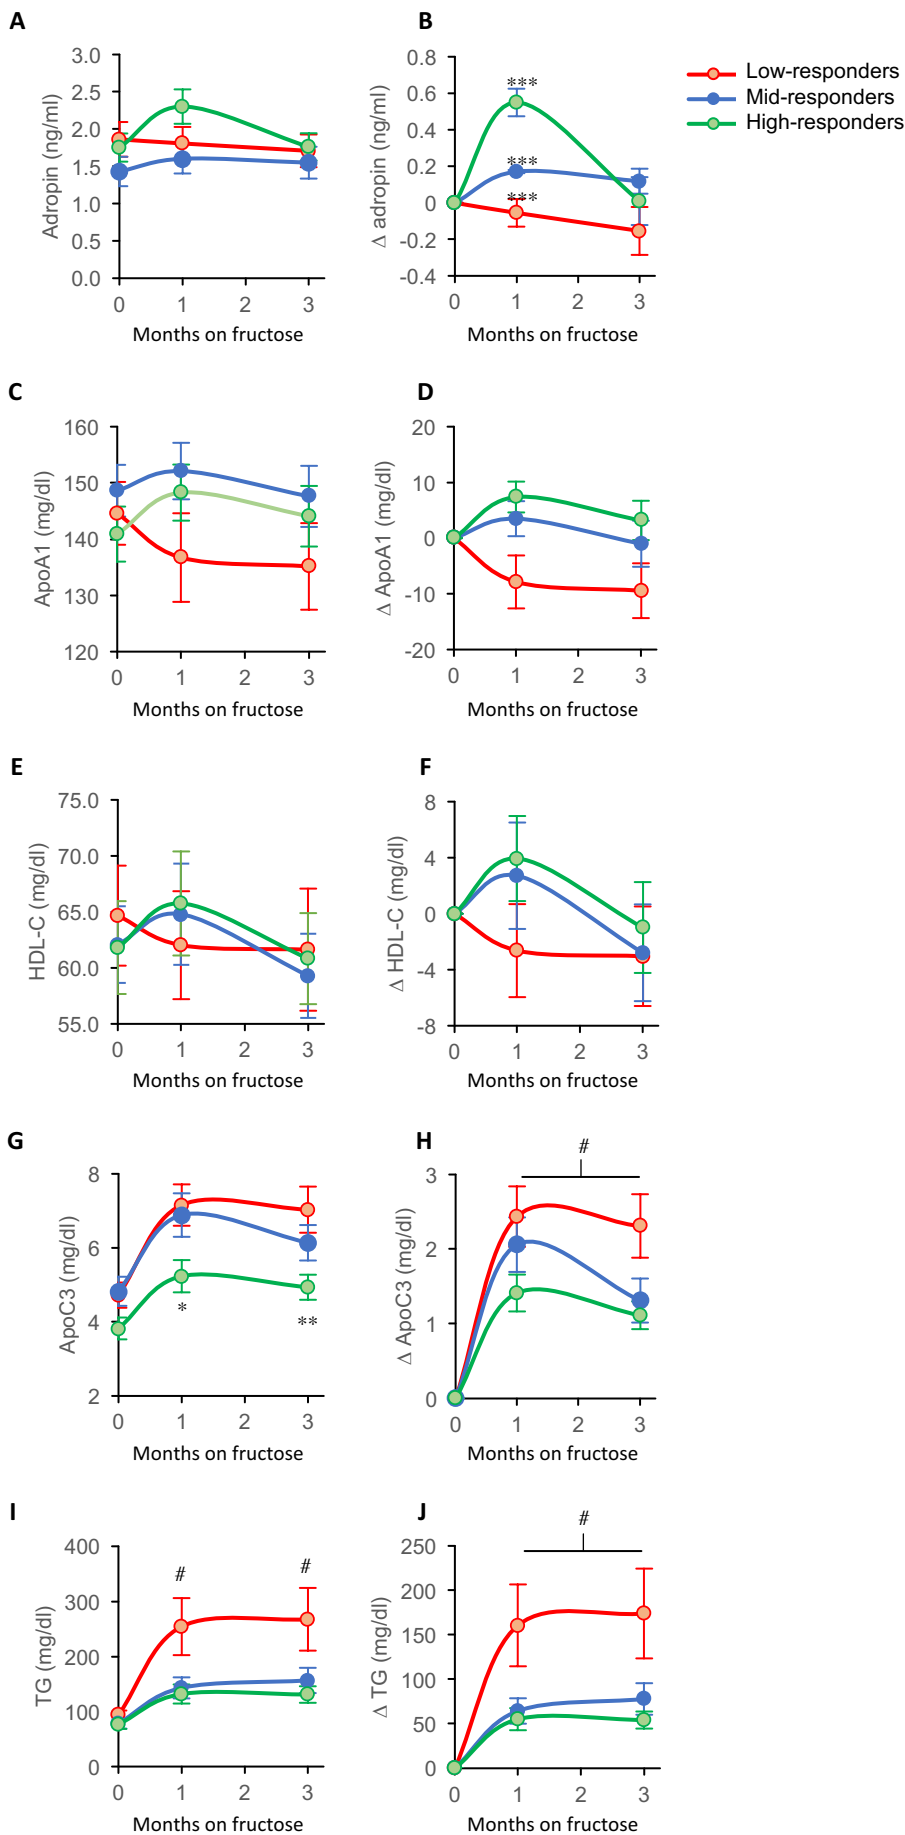 A
Adropin (ng/ml)
3.0
2.5
2.0
1.5
1.0
0.5
0.0
0 1 2 3
Months on fructose
B
Δ adropin (ng/ml)
0.8
0.6
0.4
0.2
0
-0.2
-0.4
***
***
***
0 1 2 3
Months on fructose
Low-responders
Mid-responders
High-responders
C
ApoA1 (mg/dl)
160
150
140
130
120
0 1 2 3
Months on fructose
D
Δ ApoA1 (mg/dl)
20
10
0
-10
-20
0 1 2 3
Months on fructose
E
HDL-C (mg/dl)
75.0
70.0
65.0
60.0
55.0
0 1 2 3
Months on fructose
F
Δ HDL-C (mg/dl)
8
4
0
-4
-8
0 1 2 3
Months on fructose
G
ApoC3 (mg/dl)
8
6
4
2
*
**
0 1 2 3
Months on fructose
H
Δ ApoC3 (mg/dl)
#
3
2
1
0
0 1 2 3
Months on fructose
I
TG (mg/dl)
400
300
200
100
0
# #
0 1 2 3
Months on fructose
J
Δ TG (mg/dl)
#
250
200
150
100
50
0
0 1 2 3
Months on fructose